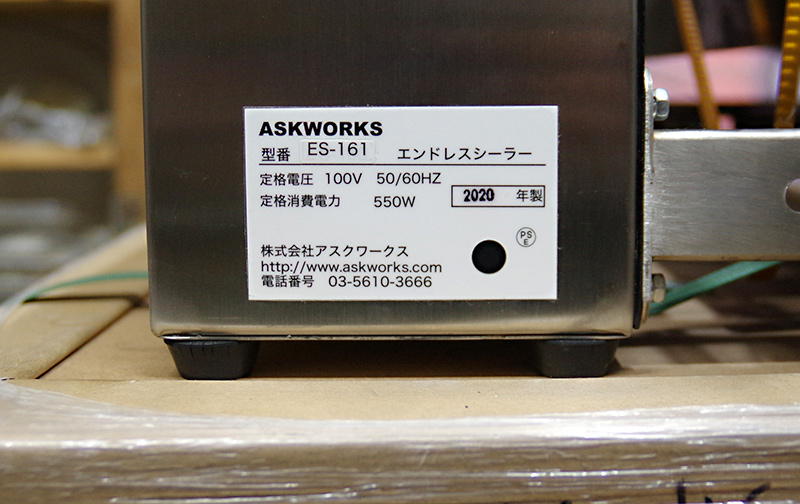 ASKWORKS
型番 ES-161 エンドレスシーラー
定格電圧 100V 50/60HZ
定格消費電力 550W
2020 年製
PS
E
株式会社アスクワークス
http://www.askworks.com
電話番号 03-5610-3666